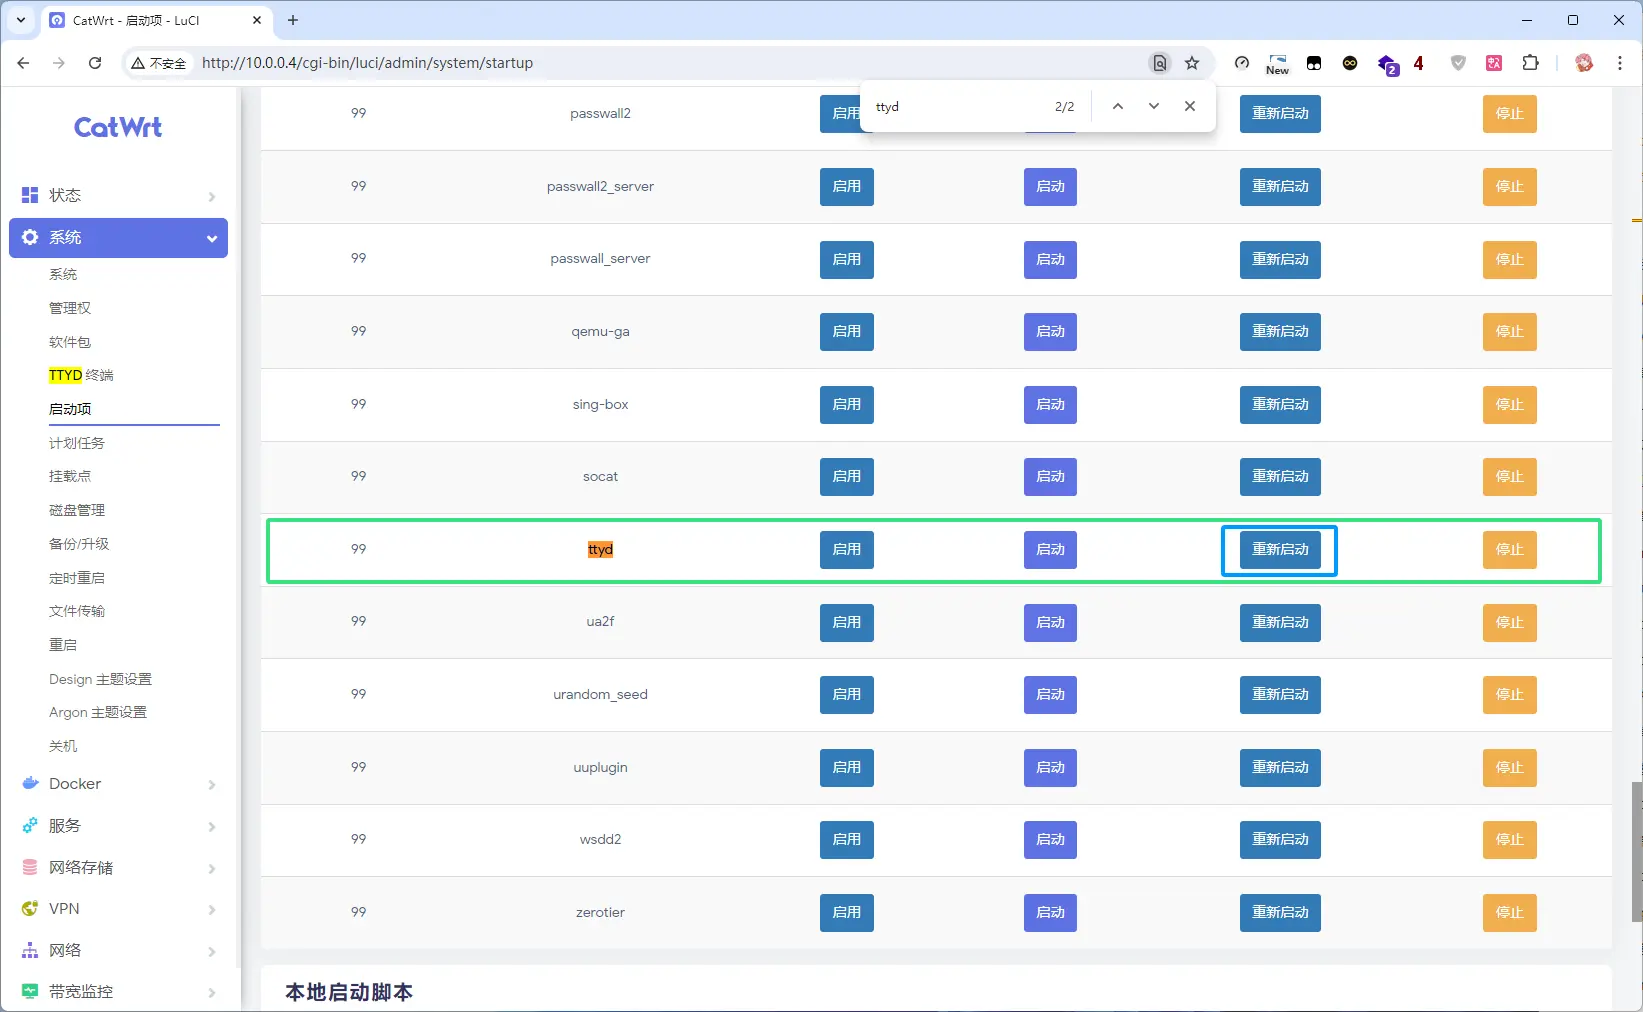 CatWrt - 启动项 - LuCI
不安全
http://10.0.0.4/cgi-bin/luci/admin/system/startup
New
2
4
ttyd
2/2
CatWrt
状态
系统
系统
管理权
软件包
TTYD 终端
启动项
计划任务
挂载点
磁盘管理
备份/升级
定时重启
文件传输
重启
Design 主题设置
Argon 主题设置
关机
Docker
服务
网络存储
VPN
网络
带宽监控
99 passwall2 启用 重新启动 停止
99 passwall2_server 启用 启动 重新启动 停止
99 passwall_server 启用 启动 重新启动 停止
99 qemu-ga 启用 启动 重新启动 停止
99 sing-box 启用 启动 重新启动 停止
99 socat 启用 启动 重新启动 停止
99 ttyd 启用 启动 重新启动 停止
99 ua2f 启用 启动 重新启动 停止
99 urandom_seed 启用 启动 重新启动 停止
99 uuplugin 启用 启动 重新启动 停止
99 wsdd2 启用 启动 重新启动 停止
99 zerotier 启用 启动 重新启动 停止
本地启动脚本